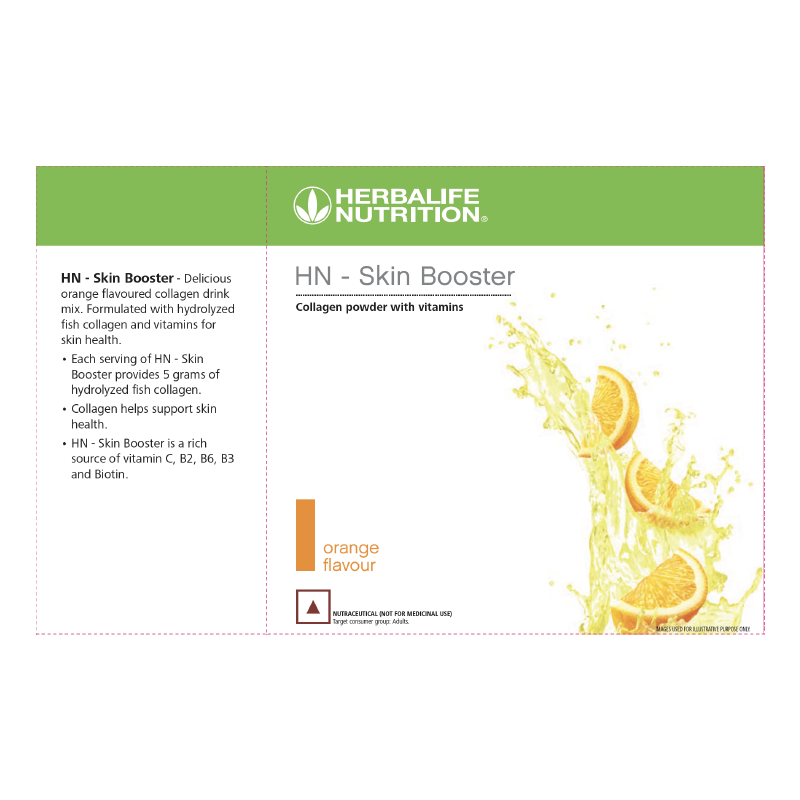 HN - Skin Booster - Delicious
orange flavoured collagen drink
mix. Formulated with hydrolyzed
fish collagen and vitamins for
skin health.
• Each serving of HN - Skin
Booster provides 5 grams of
hydrolyzed fish collagen.
• Collagen helps support skin
health.
• HN - Skin Booster is a rich
source of vitamin C, B2, B6, B3
and Biotin.
HERBALIFE
NUTRITION®
HN - Skin Booster
Collagen powder with vitamins
orange
flavour
NUTRACEUTICAL (NOT FOR MEDICINAL USE)
Target consumer group: Adults.
IMAGES USED FOR ILLUSTRATIVE PURPOSE ONLY